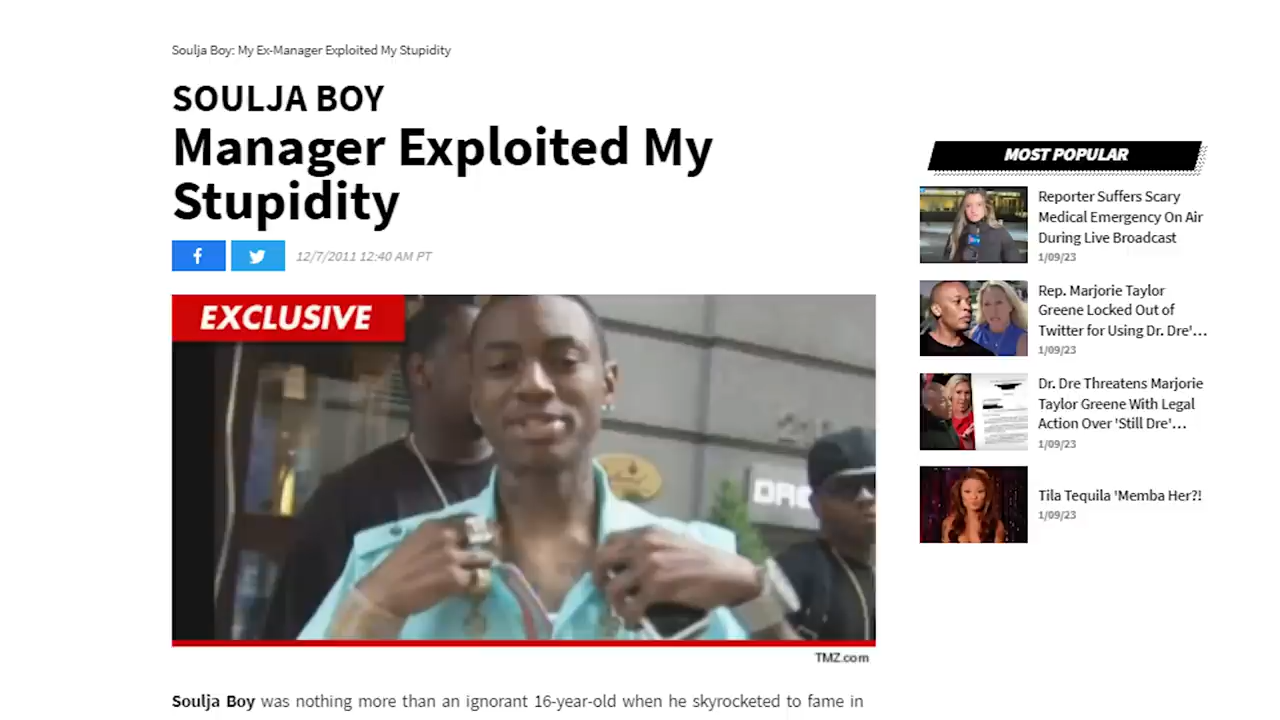 Soulja Boy: My Ex-Manager Exploited My Stupidity
SOULJA BOY
Manager Exploited My
Stupidity
12/7/2011 12:40 AM PT
EXCLUSIVE
TMZ.com
Soulja Boy was nothing more than an ignorant 16-year-old when he skyrocketed to fame in
MOST POPULAR
Reporter Suffers Scary
Medical Emergency On Air
During Live Broadcast
1/09/23
Rep. Marjorie Taylor
Greene Locked Out of
Twitter for Using Dr. Dre'...
1/09/23
Dr. Dre Threatens Marjorie
Taylor Greene With Legal
Action Over 'Still Dre'...
1/09/23
Tila Tequila 'Memba Her?!
1/09/23